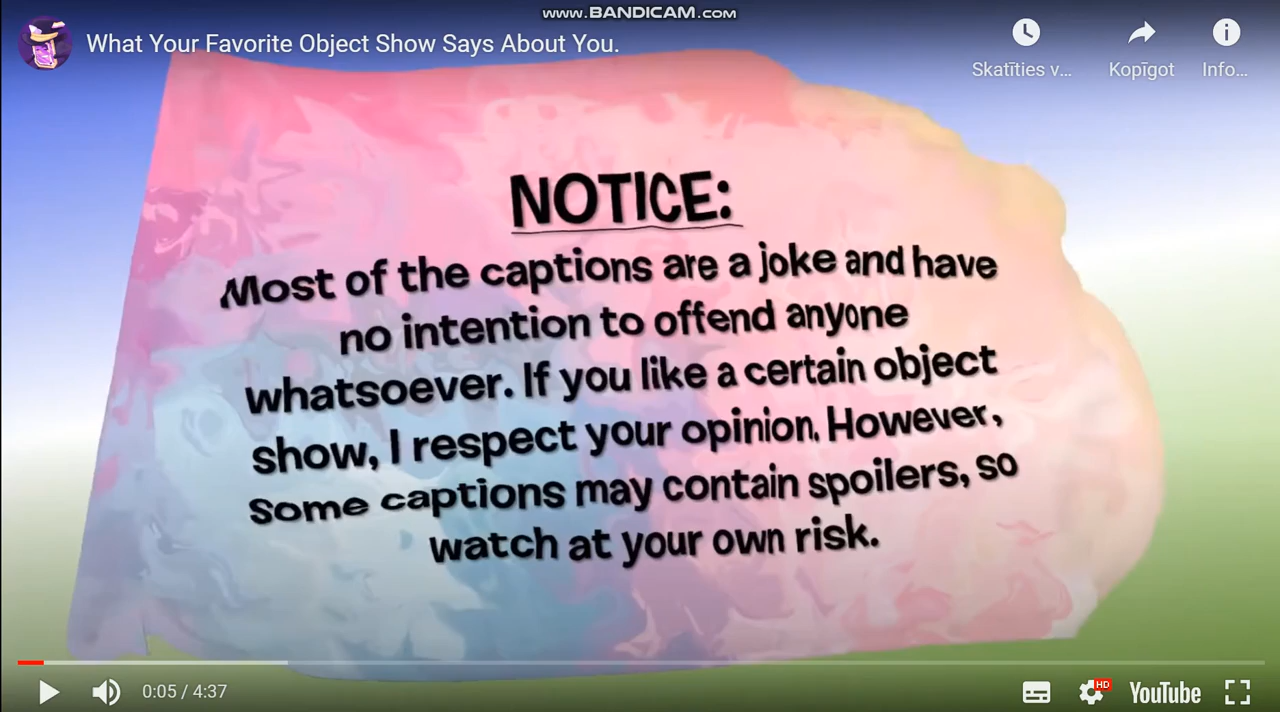 www.BANDICAM.com
What Your Favorite Object Show Says About You.
Skatīties v...
Kopīgot
Info...
NOTICE:
Most of the captions are a joke and have
no intention to offend anyone
whatsoever. If you like a certain object
show, I respect your opinion. However,
Some captions may contain spoilers, so
watch at your own risk.
0:05 / 4:37
HD
YouTube